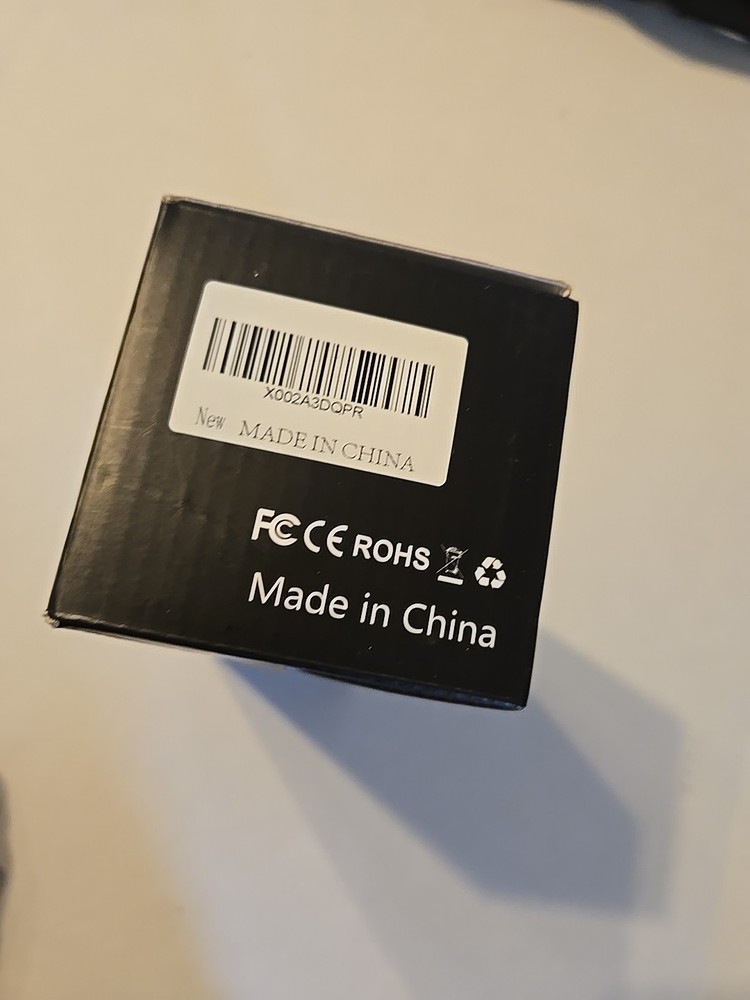 X002A3DQPR
New MADE IN CHINA
FC CE ROHS
Made in China